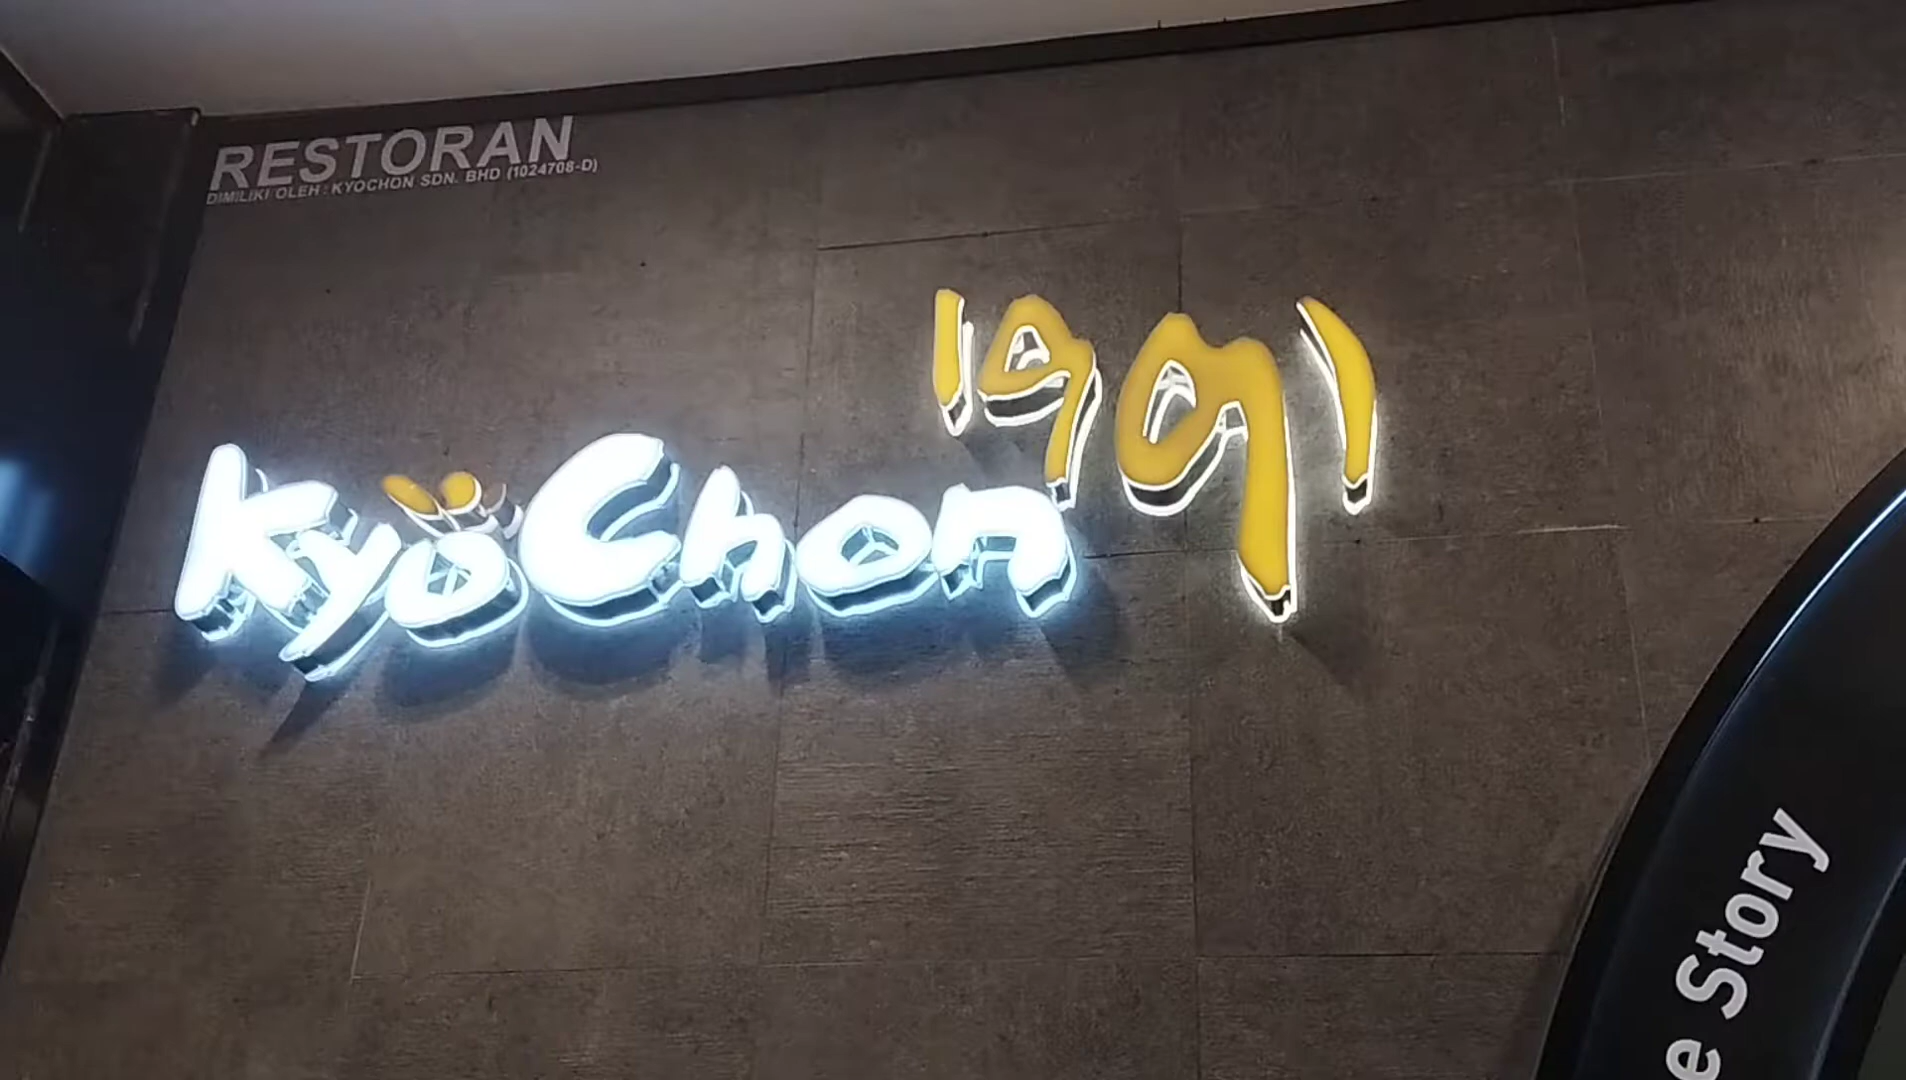 RESTORAN
DIMILIKI OLEH : KYOCHON SDN. BHD (1024708-D)
KyoChon 1991
e Story